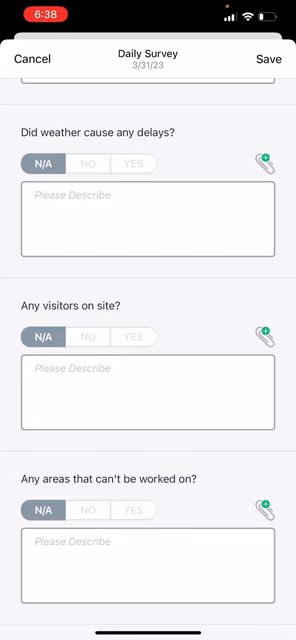 6:38
Cancel
Daily Survey
Save
3/31/23
Did weather cause any delays?
N/A NO YES
Please Describe
Any visitors on site?
N/A NO YES
Please Describe
Any areas that can't be worked on?
N/A NO YES
Please Describe